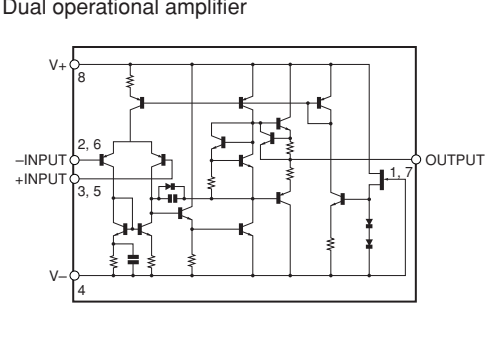 Dual operational amplifier
V+
8
2, 6
–INPUT
+INPUT
3, 5
1, 7
OUTPUT
V–
4